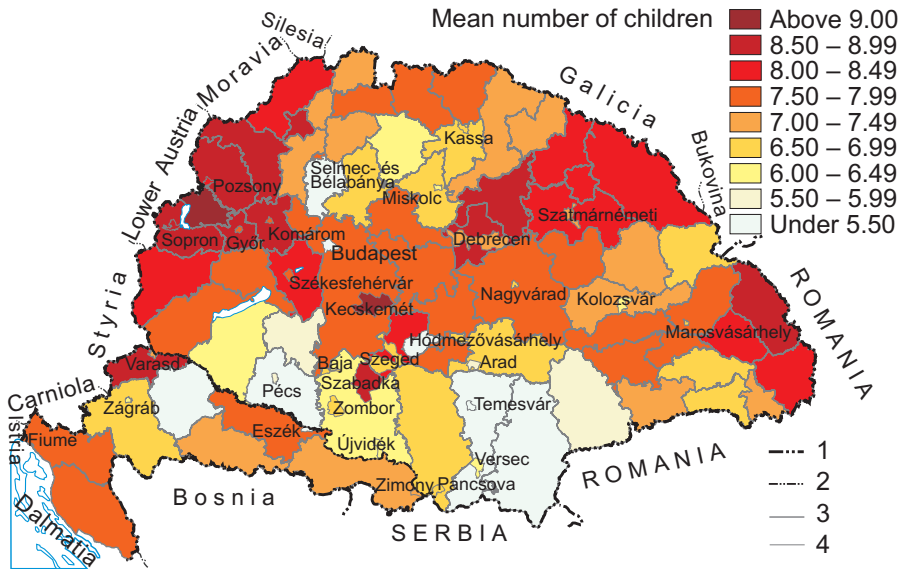 Mean number of children
Above 9.00
8.50 – 8.99
8.00 – 8.49
7.50 – 7.99
7.00 – 7.49
6.50 – 6.99
6.00 – 6.49
5.50 – 5.99
Under 5.50
Silesia
Moravia
Lower Austria
Galicia
Bukovina
Styria
ROMANIA
Carniola
Istria
Dalmatia
Bosnia
SERBIA
ROMANIA
Kassa
Selmec- és
Bélabánya
Pozsony
Miskolc
Szatmárnémeti
Sopron
Győr
Komárom
Debrecen
Budapest
Székesfehérvár
Nagyvárad
Kolozsvár
Kecskemét
Marosvásárhely
Hódmezővásárhely
Varasd
Baja
Szeged
Arad
Pécs
Szabadka
Zágráb
Zombor
Temesvár
Fiume
Eszék
Újvidék
Versec
Zimony
Pancsova
1
2
3
4